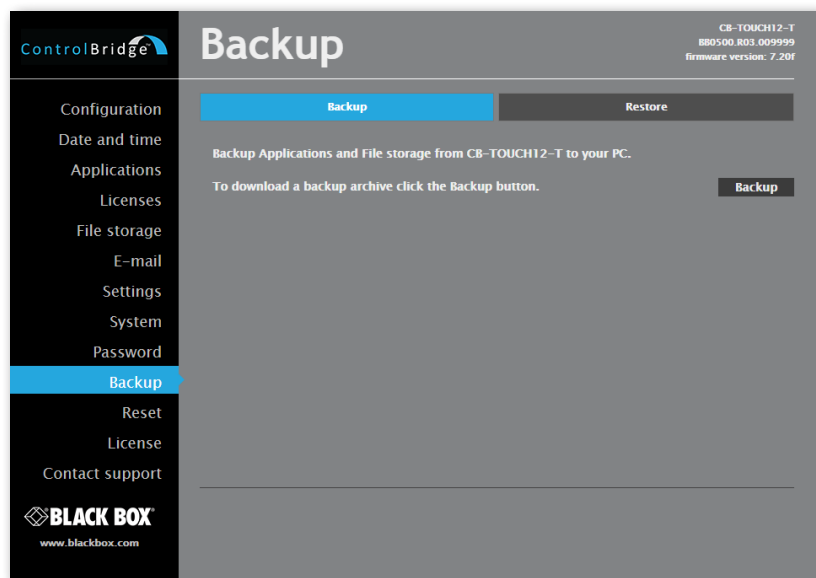 ControlBridge™
Backup
CB-TOUCH12-T
B80500.R03.009999
firmware version: 7.20f
Configuration
Date and time
Applications
Licenses
File storage
E-mail
Settings
System
Password
Backup
Reset
License
Contact support
Backup
Restore
Backup Applications and File storage from CB-TOUCH12-T to your PC.
To download a backup archive click the Backup button.
Backup
BLACK BOX®
www.blackbox.com